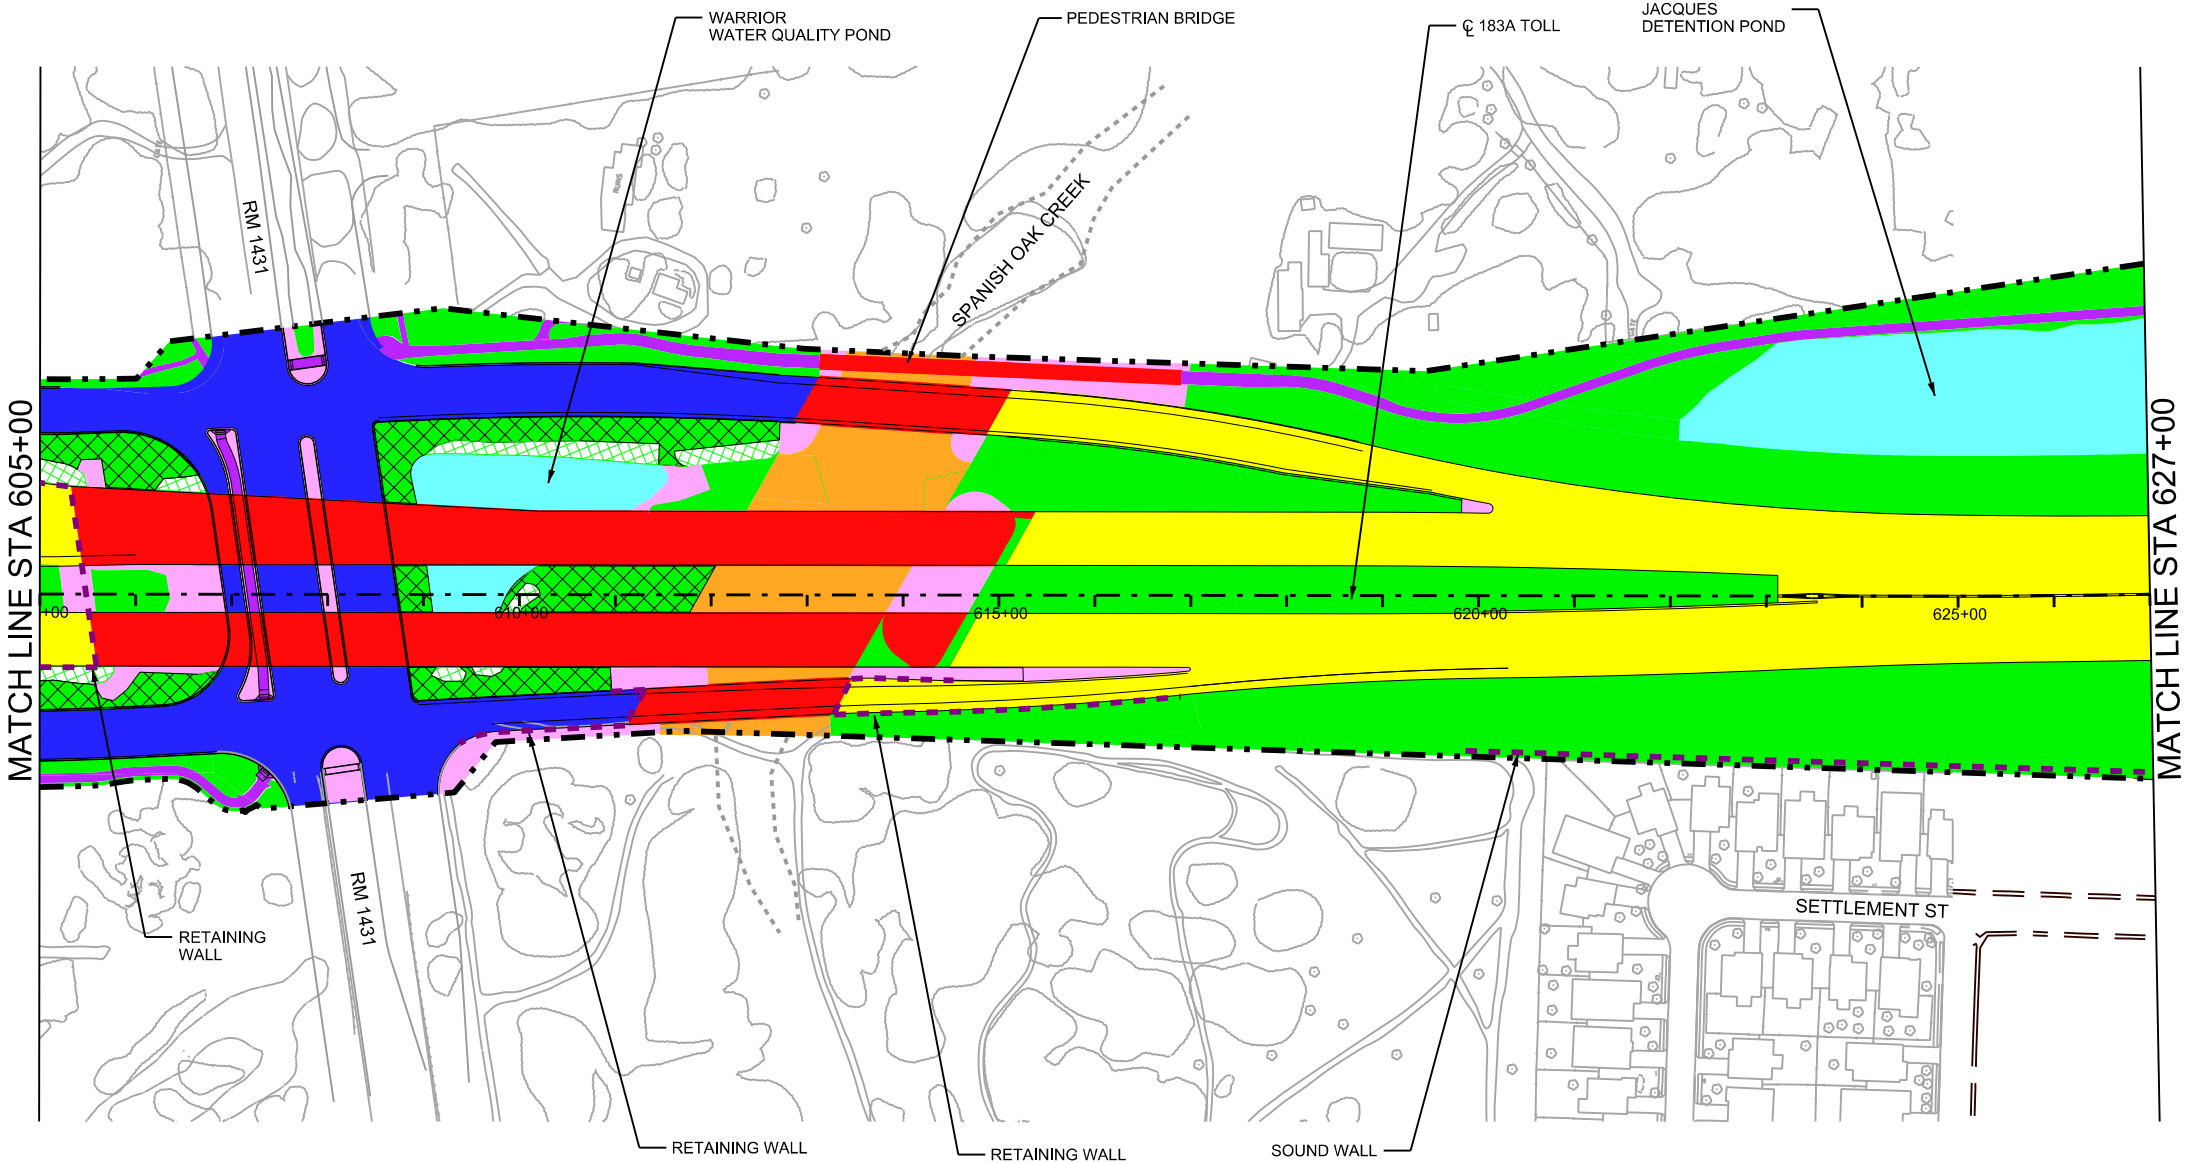 WARRIOR
WATER QUALITY POND
PEDESTRIAN BRIDGE
℄ 183A TOLL
JACQUES
DETENTION POND
RM 1431
SPANISH OAK CREEK
MATCH LINE STA 605+00
MATCH LINE STA 627+00
+00
610+00
615+00
620+00
625+00
RM 1431
SETTLEMENT ST
RETAINING
WALL
RETAINING WALL
RETAINING WALL
SOUND WALL